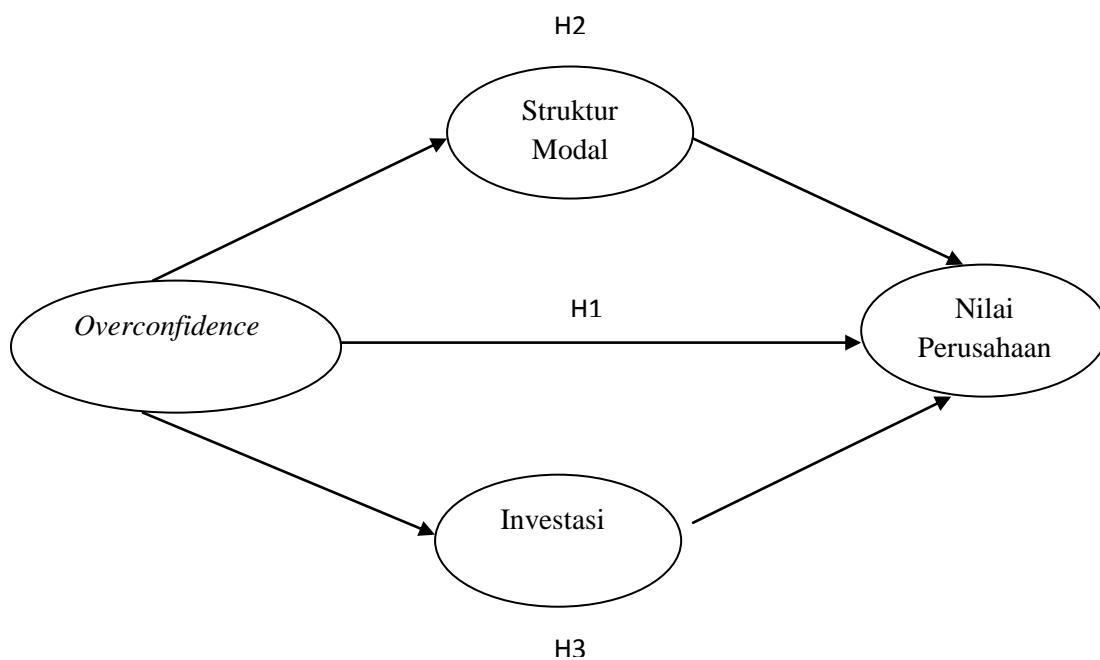 H2
Struktur
Modal
Overconfidence
H1
Nilai
Perusahaan
Investasi
H3